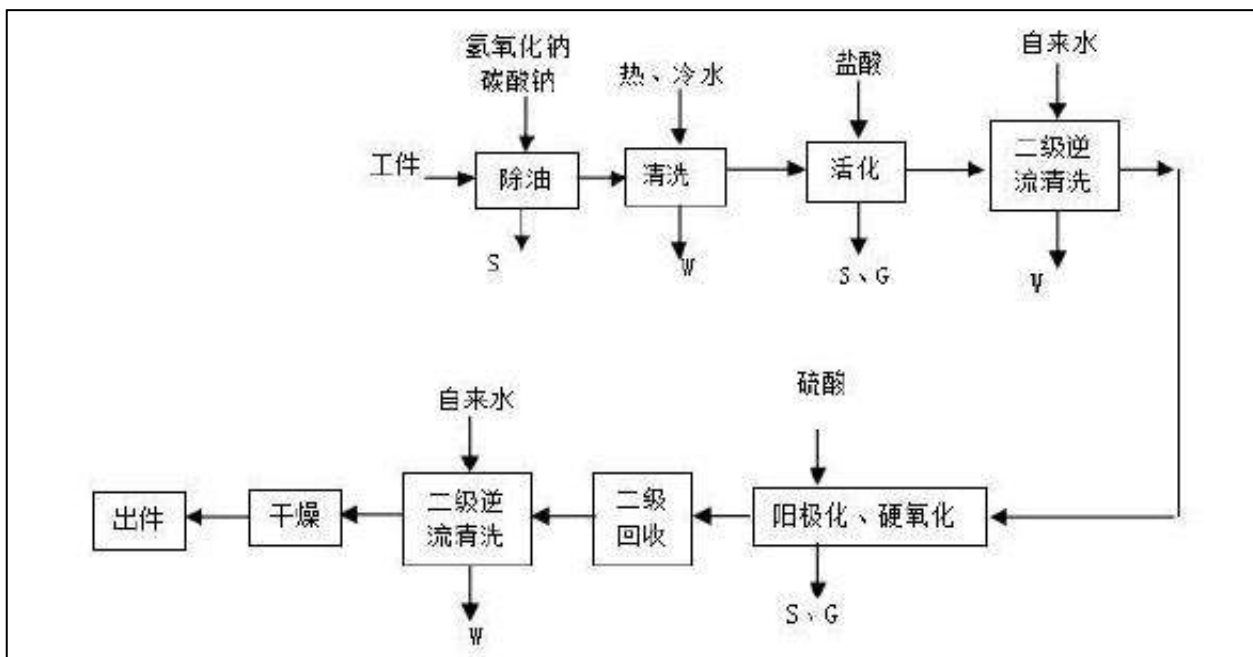 氢氧化钠
碳酸钠
热、冷水
盐酸
自来水
工件
除油
清洗
活化
二级逆
流清洗
S
W
S、G
W
硫酸
自来水
出件
干燥
二级逆
流清洗
二级
回收
阳极化、硬氧化
W
S、G